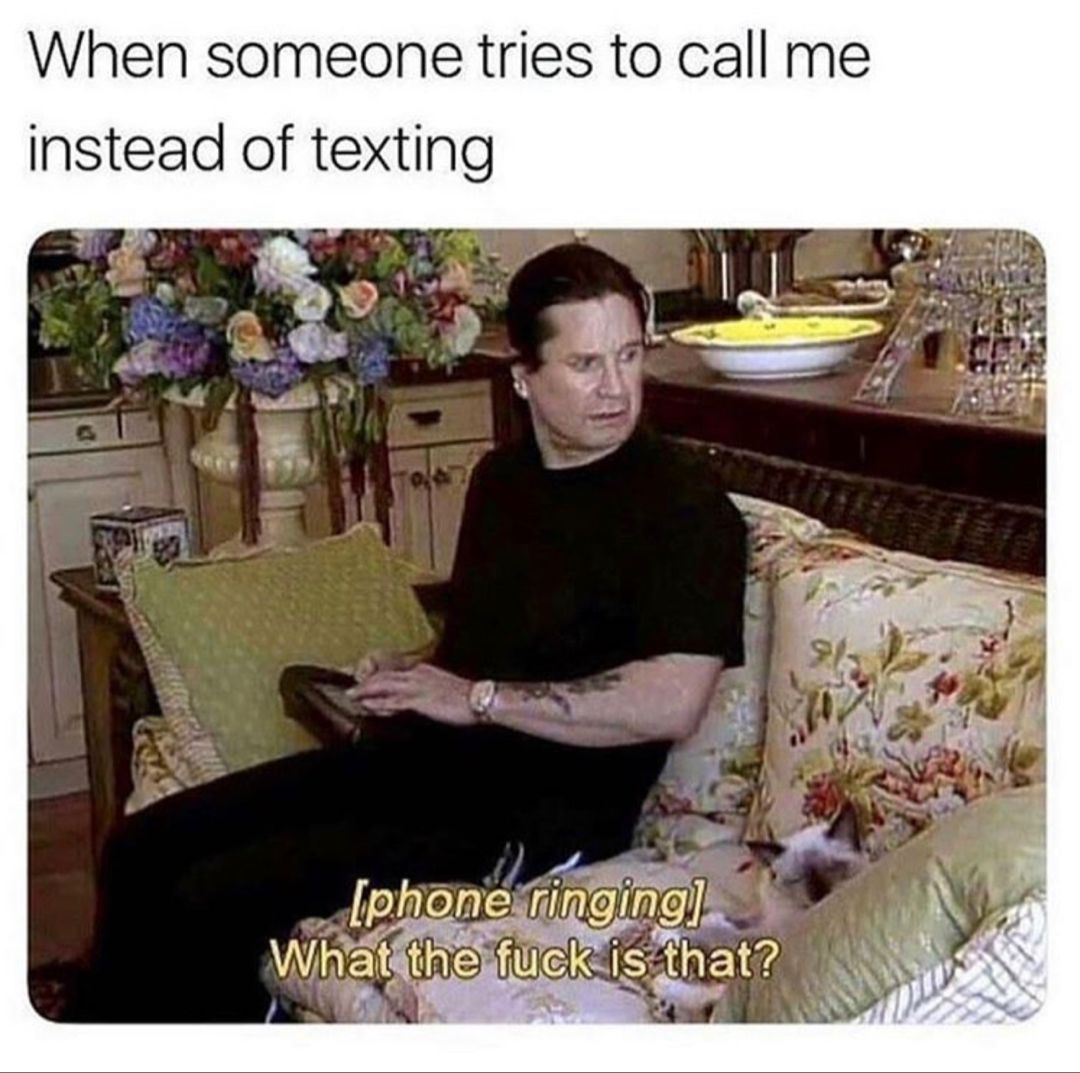 When someone tries to call me
instead of texting
[phone ringing]
What the fuck is that?